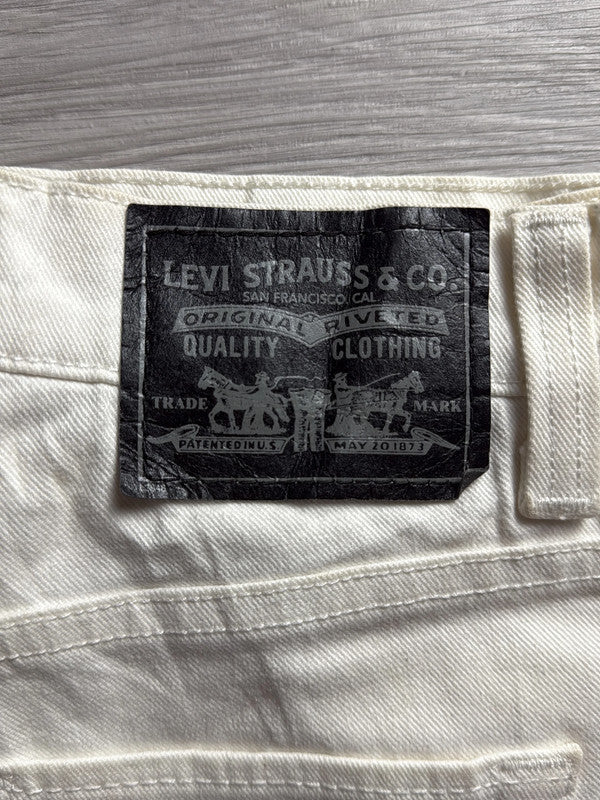 LEVI STRAUSS & CO.
SAN FRANCISCO, CAL
ORIGINAL RIVETED
QUALITY CLOTHING
TRADE MARK
PATENTED IN U.S. MAY 20 1873